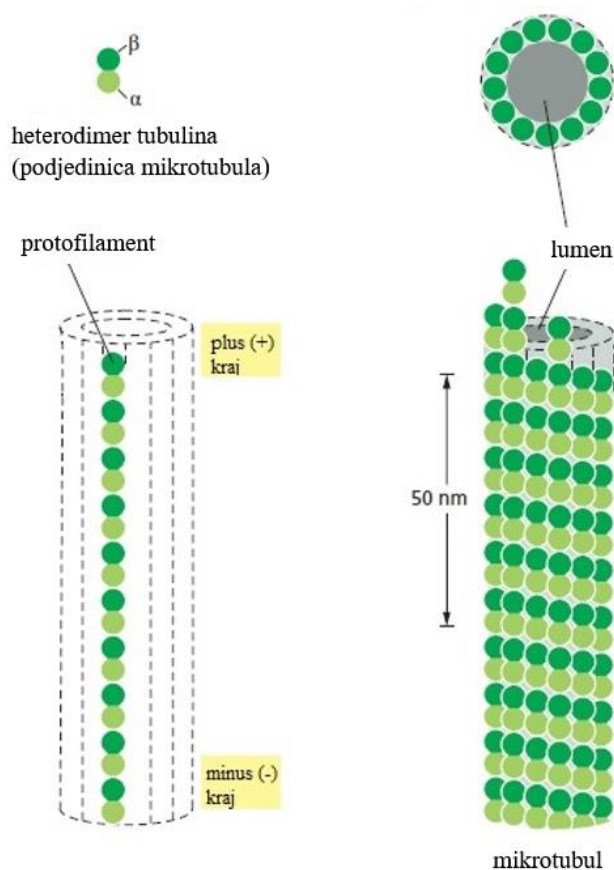 β
α
heterodimer tubulina
(podjedinica mikrotubula)
protofilament
lumen
plus (+)
kraj
50 nm
minus (-)
kraj
mikrotubul